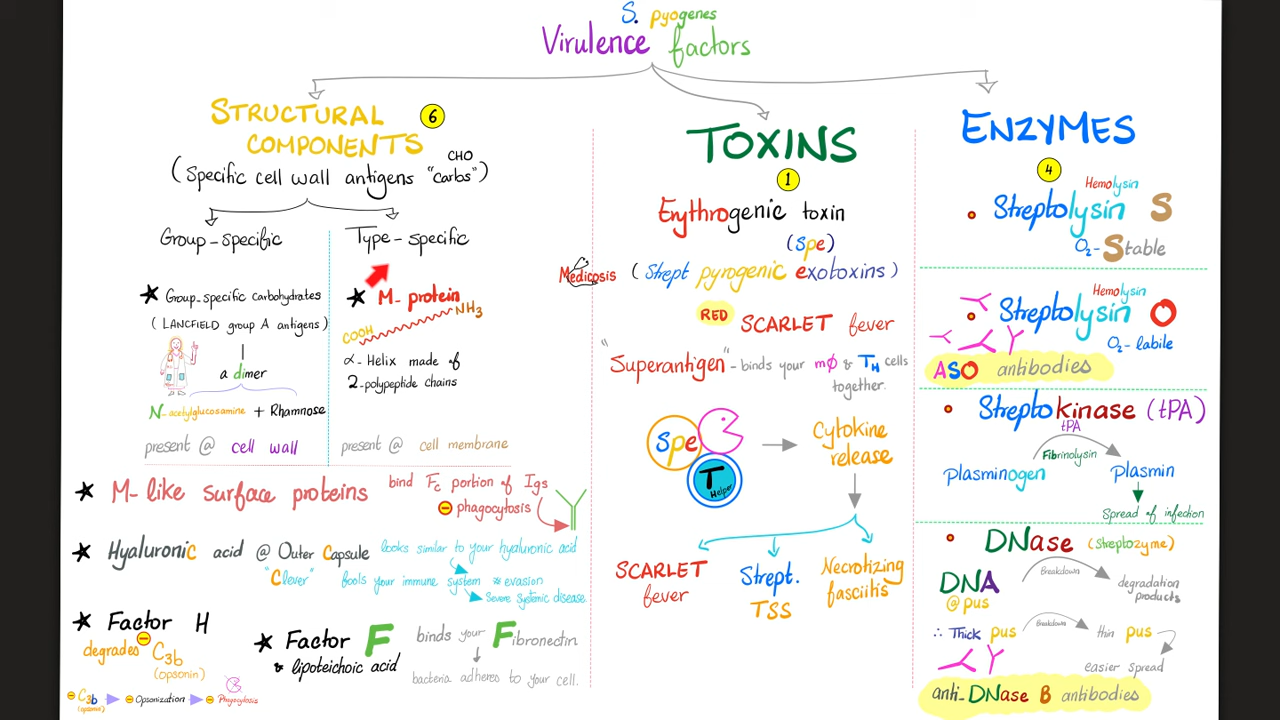 S. pyogenes
Virulence factors
STRUCTURAL COMPONENTS
6
(Specific cell wall antigens "carbs")
CHO
Group-specific
★ Group-specific carbohydrates
(LANCFIELD group A antigens)
a dimer
N-acetylglucosamine + Rhamnose
present @ cell wall
Type-specific
★ M-protein
COOH
NH3
α-Helix made of
2-polypeptide chains
present @ cell membrane
★ M-like surface proteins
bind Fc portion of Igs
⊖ phagocytosis
★ Hyaluronic acid @ Outer Capsule
"Clever"
looks similar to your hyaluronic acid
fools your immune system * evasion
Severe systemic disease
★ Factor H
degrades ⊖ C3b
(opsonin)
⊖ C3b
(opsonin)
⊖ Opsonization
⊖ Phagocytosis
★ Factor F
& lipoteichoic acid
binds your Fibronectin
bacteria adheres to your cell.
TOXINS
1
Erythrogenic toxin
(Spe)
Medicosis
(Strept pyrogenic exotoxins)
RED
SCARLET fever
"Superantigen" - binds your mØ & TH cells
together.
Spe
T
Helper
Cytokine
release
SCARLET
fever
Strept.
TSS
Necrotizing
fasciitis
ENZYMES
4
Hemolysin
Streptolysin S
O2-Stable
Hemolysin
Streptolysin O
O2-labile
ASO antibodies
Streptokinase (tPA)
tPA
Fibrinolysin
Plasminogen
Plasmin
Spread of infection
DNase (Streptozyme)
DNA
@ pus
Breakdown
degradation
products
∴ Thick pus
Breakdown
thin pus
easier spread
anti-DNase B antibodies